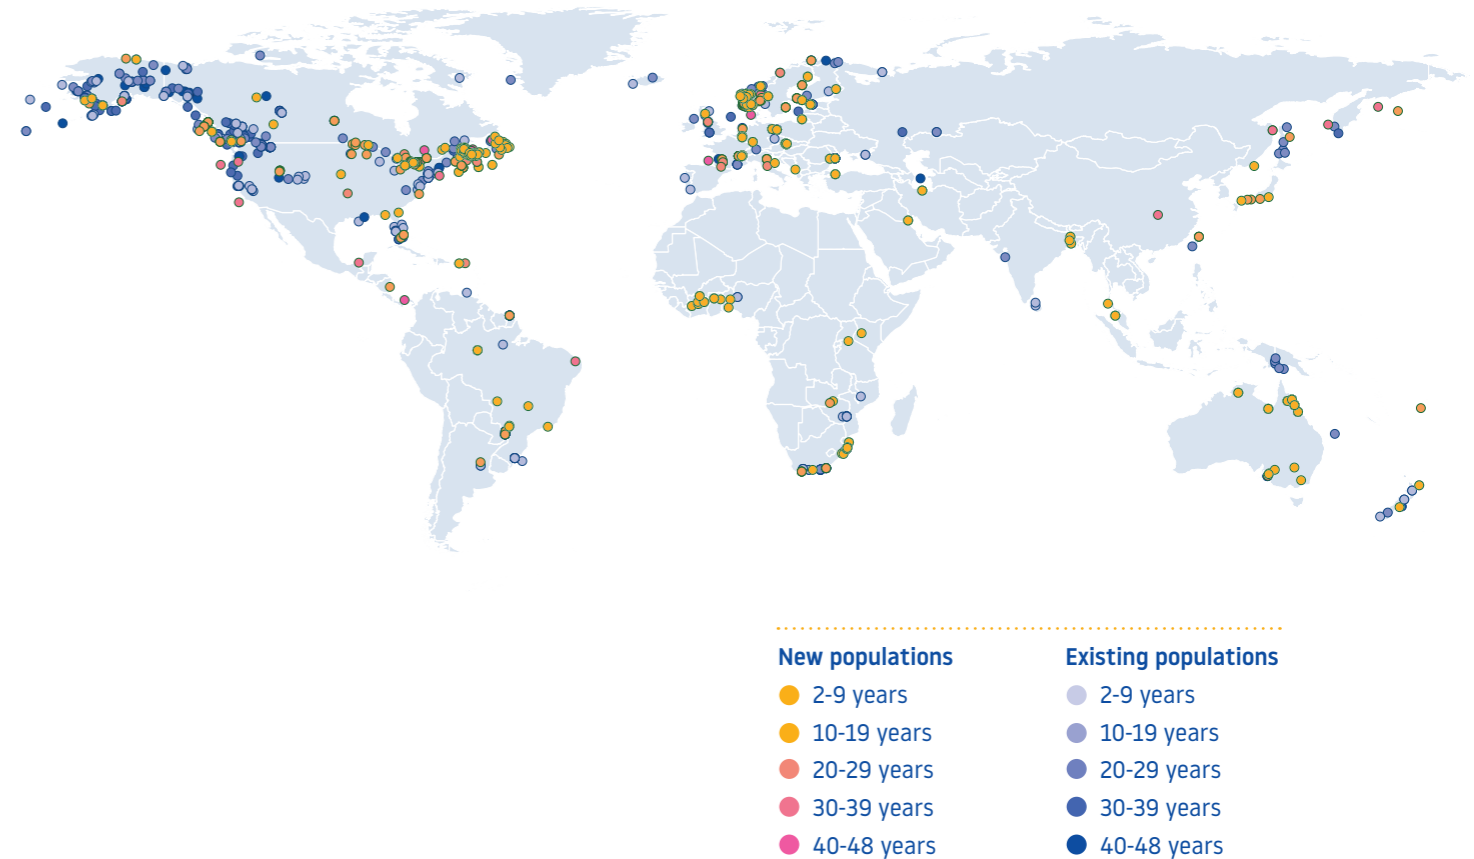 New populations
2-9 years
10-19 years
20-29 years
30-39 years
40-48 years
Existing populations
2-9 years
10-19 years
20-29 years
30-39 years
40-48 years